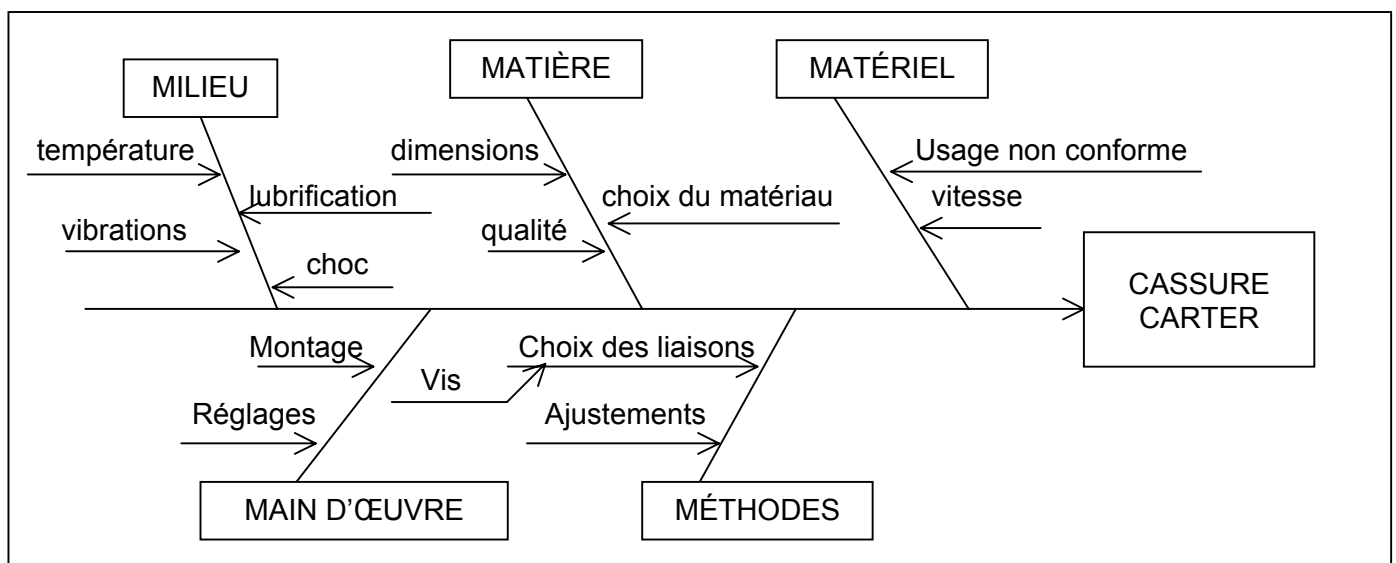 MILIEU
MATIÈRE
MATÉRIEL
température
dimensions
Usage non conforme
lubrification
choix du matériau
vitesse
vibrations
qualité
choc
CASSURE
CARTER
Montage
Choix des liaisons
Vis
Réglages
Ajustements
MAIN D’ŒUVRE
MÉTHODES